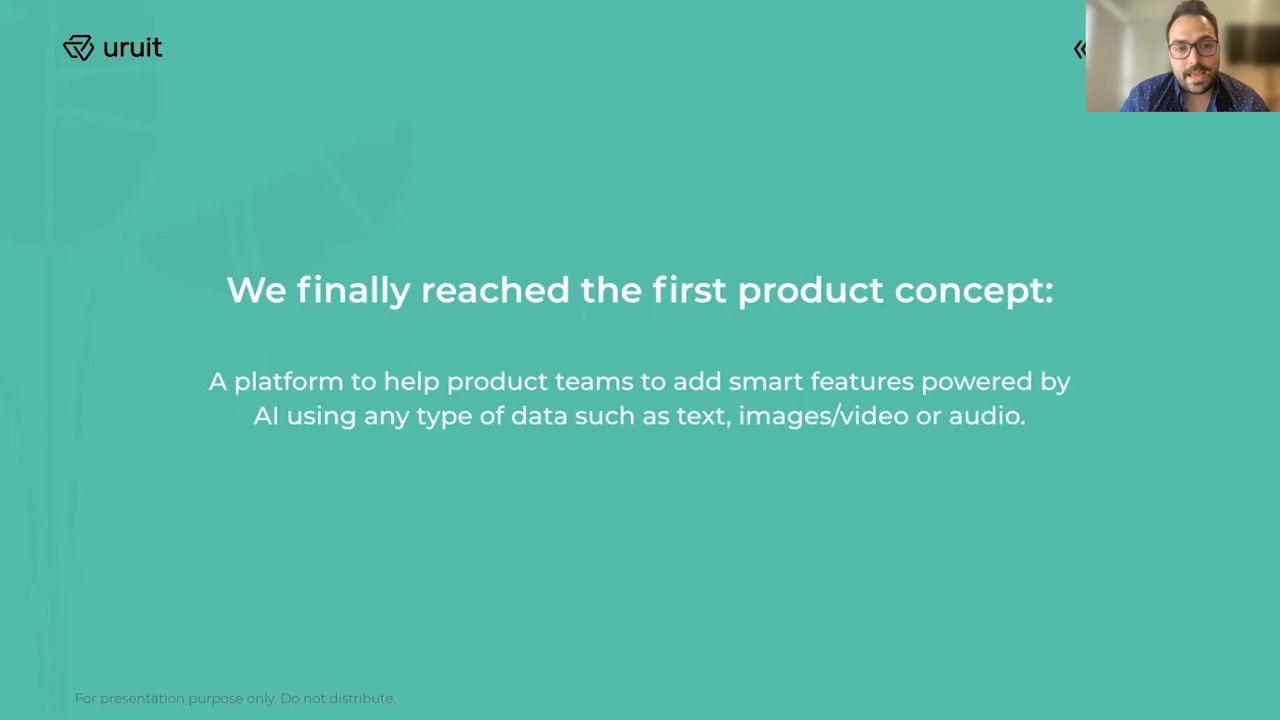 uruit
We finally reached the first product concept:
A platform to help product teams to add smart features powered by
AI using any type of data such as text, images/video or audio.
For presentation purpose only. Do not distribute.